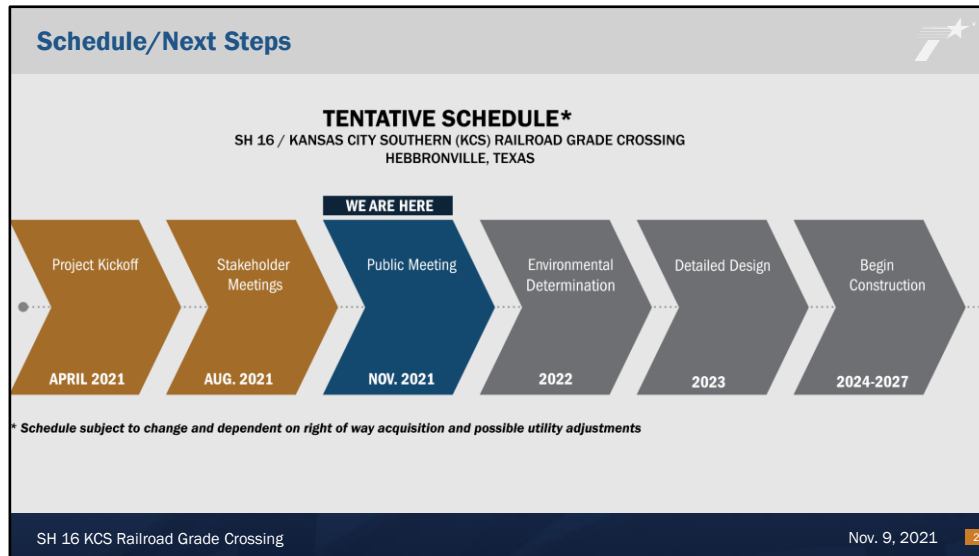 Schedule/Next Steps
TENTATIVE SCHEDULE*
SH 16 / KANSAS CITY SOUTHERN (KCS) RAILROAD GRADE CROSSING
HEBBRONVILLE, TEXAS
WE ARE HERE
Project Kickoff
APRIL 2021
Stakeholder
Meetings
AUG. 2021
Public Meeting
NOV. 2021
Environmental
Determination
2022
Detailed Design
2023
Begin
Construction
2024-2027
* Schedule subject to change and dependent on right of way acquisition and possible utility adjustments
SH 16 KCS Railroad Grade Crossing
Nov. 9, 2021